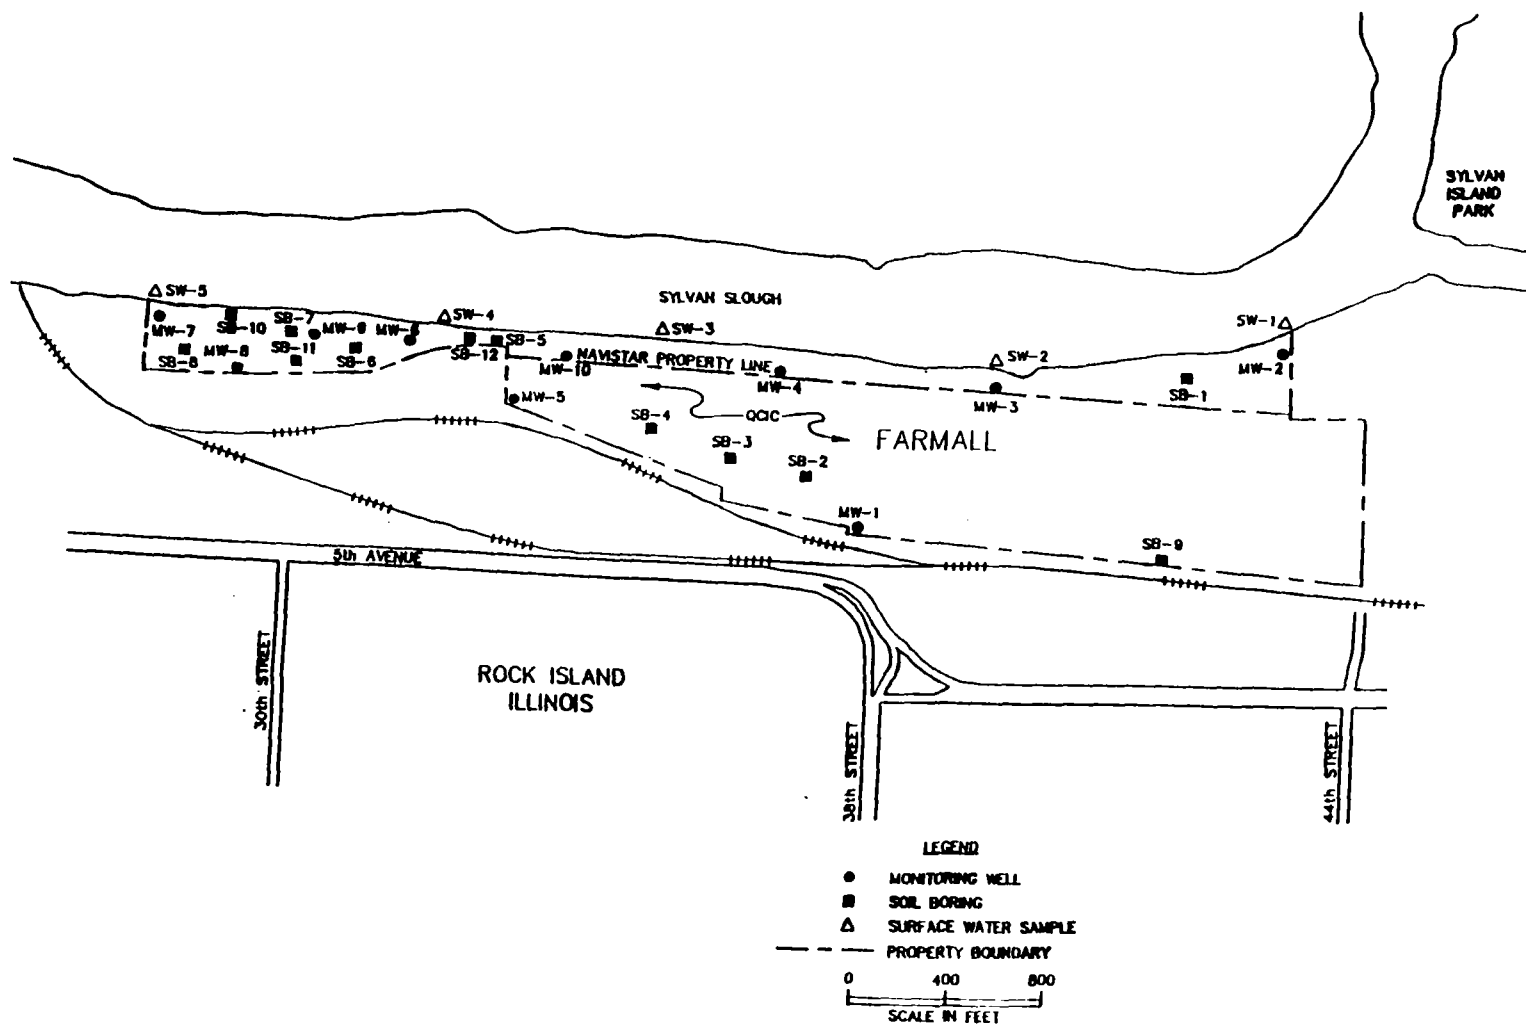 SYLVAN
ISLAND
PARK
SYLVAN SLOUGH
SW-5
SW-4
SW-3
SW-2
SW-1
MW-7
SB-10
SB-7
MW-9
MW-6
SB-12
SB-5
SB-8
MW-8
SB-11
SB-6
NAVISTAR PROPERTY LINE
MW-10
MW-4
MW-3
SB-1
MW-2
MW-5
SB-4
QCIC
FARMALL
SB-3
SB-2
MW-1
SB-9
5th AVENUE
30th STREET
ROCK ISLAND
ILLINOIS
38th STREET
44th STREET
LEGEND
MONITORING WELL
SOIL BORING
SURFACE WATER SAMPLE
PROPERTY BOUNDARY
0 400 800
SCALE IN FEET